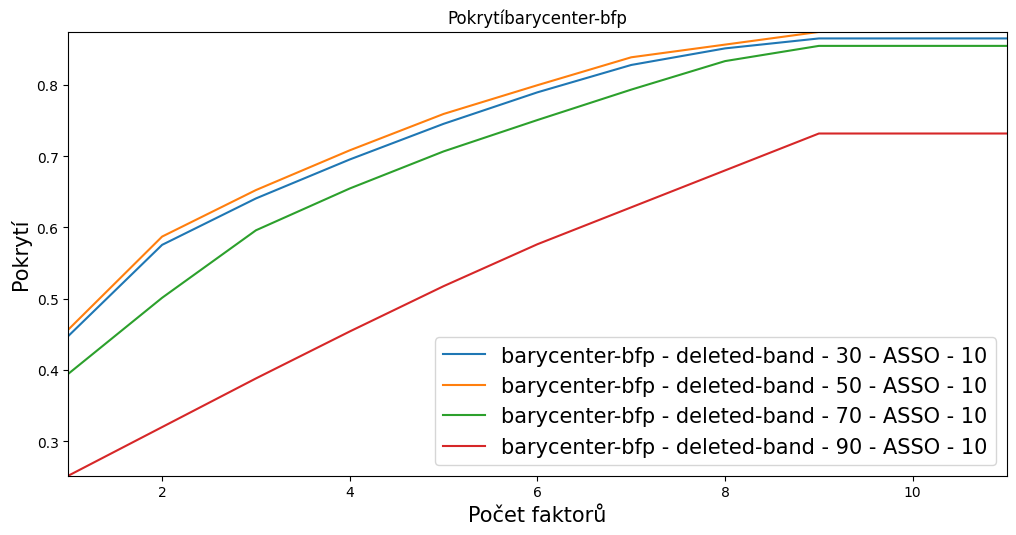 Pokrytíbarycenter-bfp
0.8
0.7
0.6
0.5
0.4
0.3
Pokrytí
barycenter-bfp - deleted-band - 30 - ASSO - 10
barycenter-bfp - deleted-band - 50 - ASSO - 10
barycenter-bfp - deleted-band - 70 - ASSO - 10
barycenter-bfp - deleted-band - 90 - ASSO - 10
2 4 6 8 10
Počet faktorů